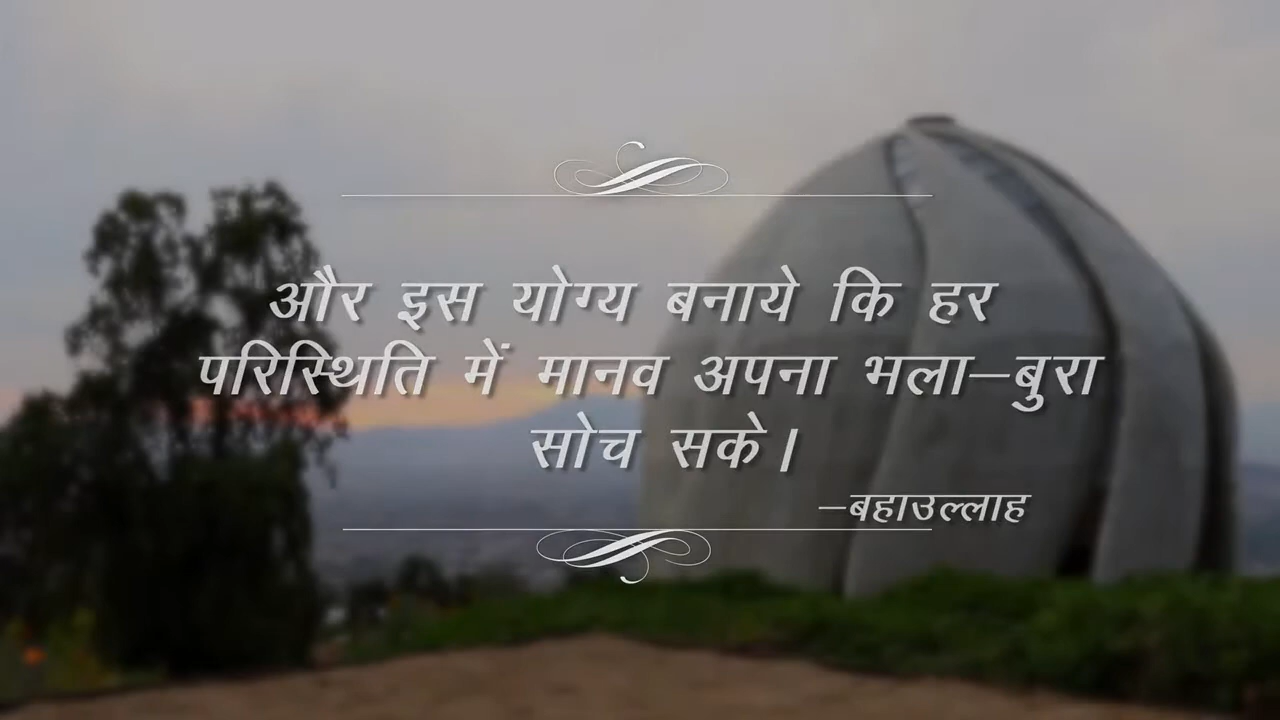 और इस योग्य बनाये कि हर
परिस्थिति में मानव अपना भला–बुरा
सोच सके।
–बहाउल्लाह